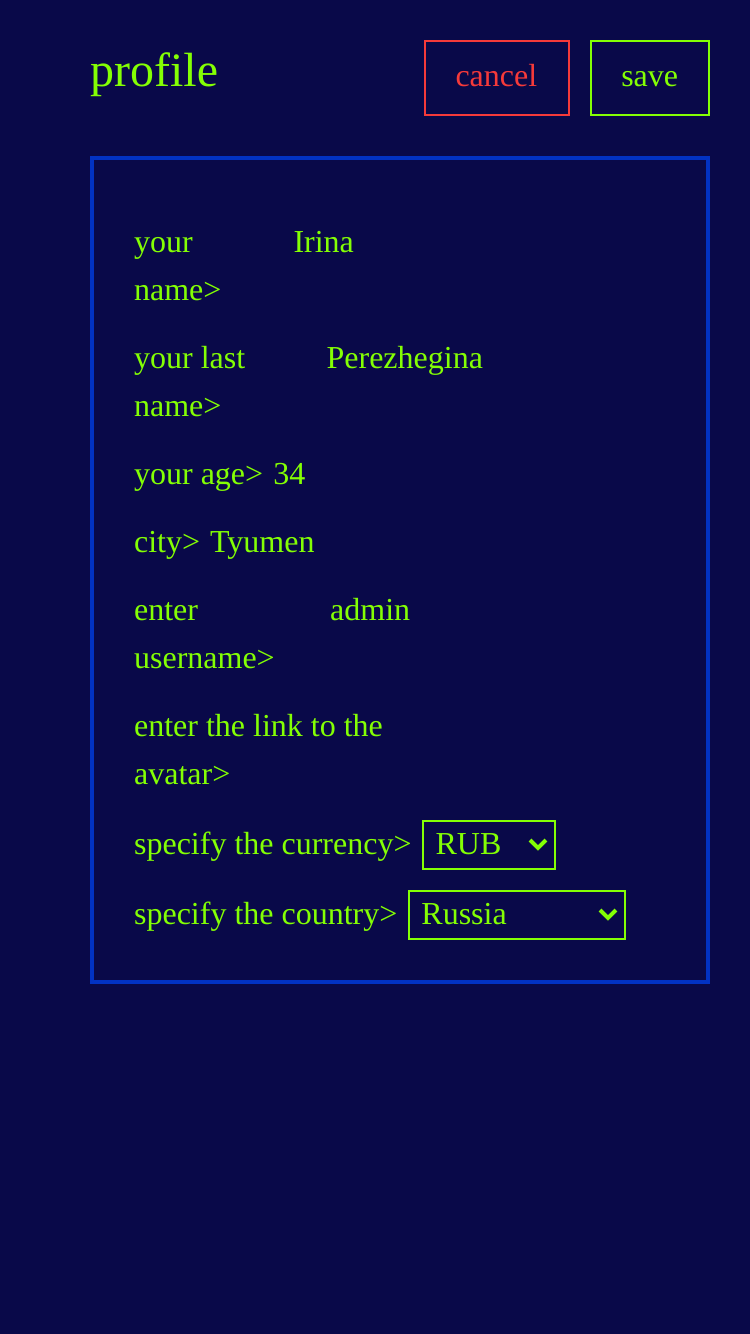 profile
cancel
save
your Irina
name>
your last Perezhegina
name>
your age> 34
city> Tyumen
enter admin
username>
enter the link to the
avatar>
specify the currency> RUB
specify the country> Russia